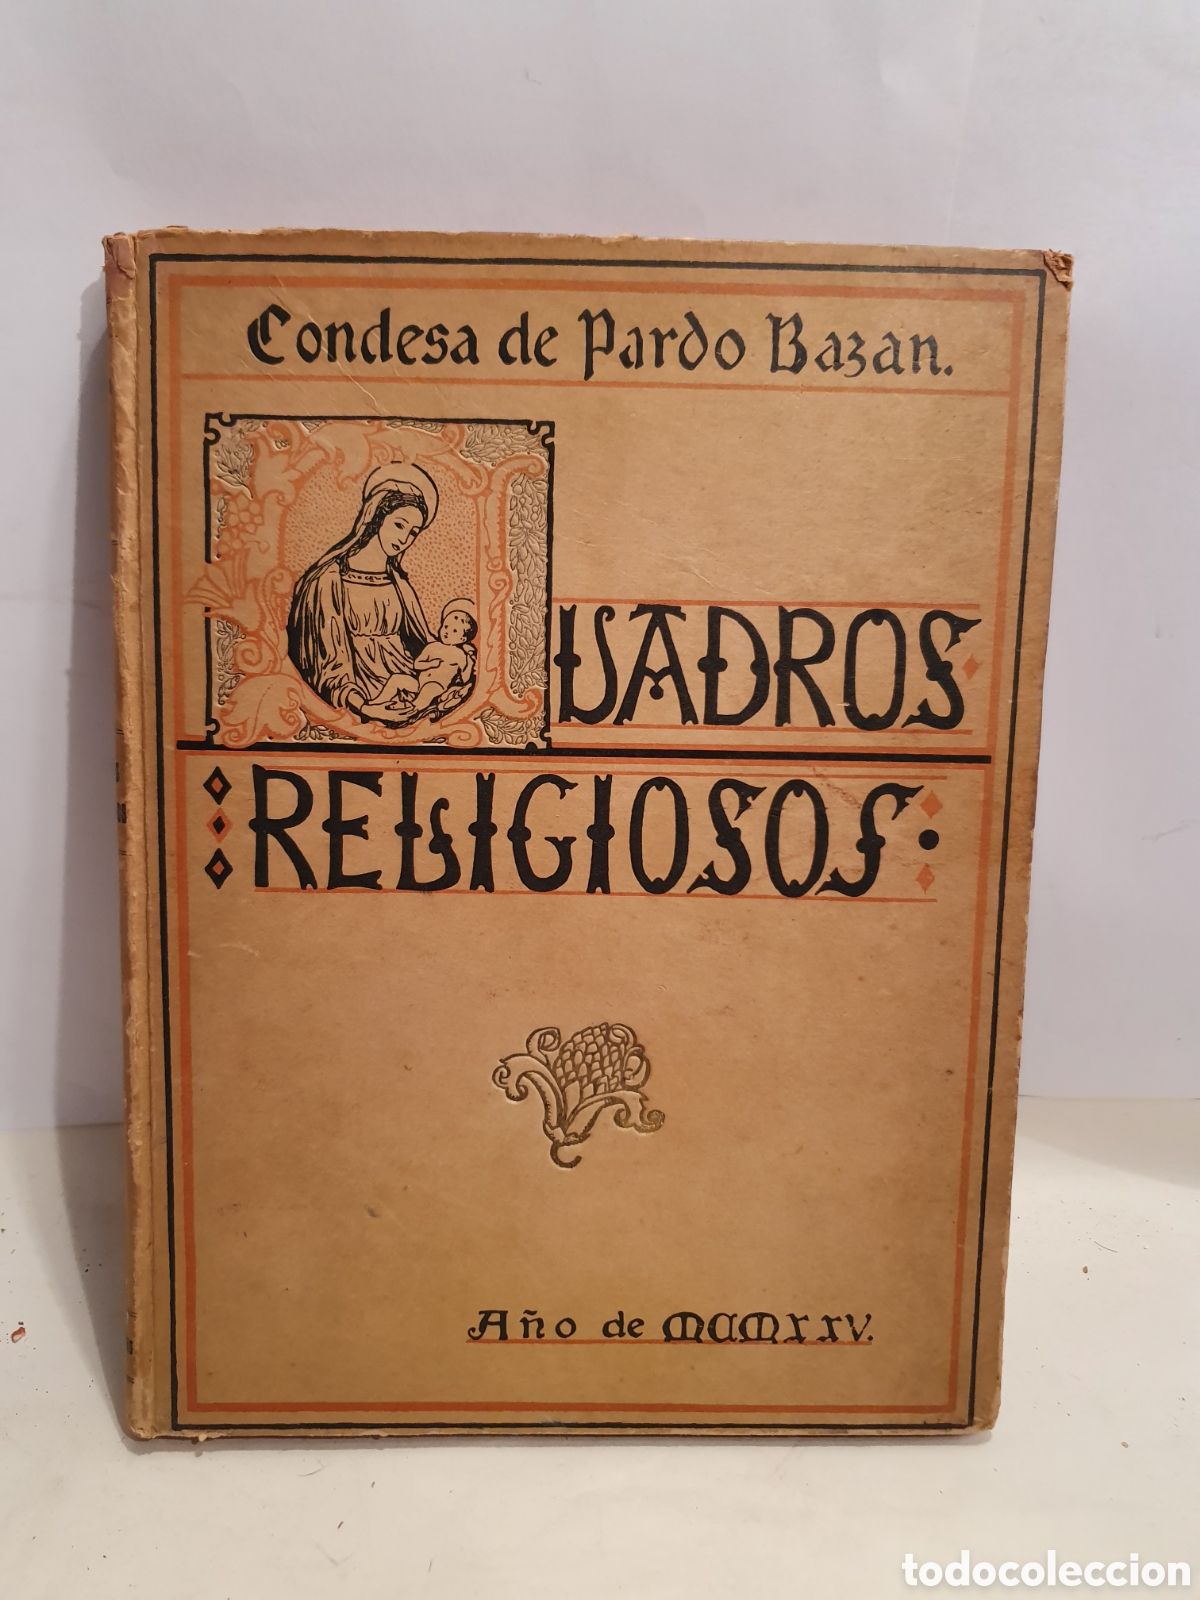 Condesa de Pardo Bazan.
CUADROS
RELIGIOSOS
Año de MCMXXV.
todocoleccion